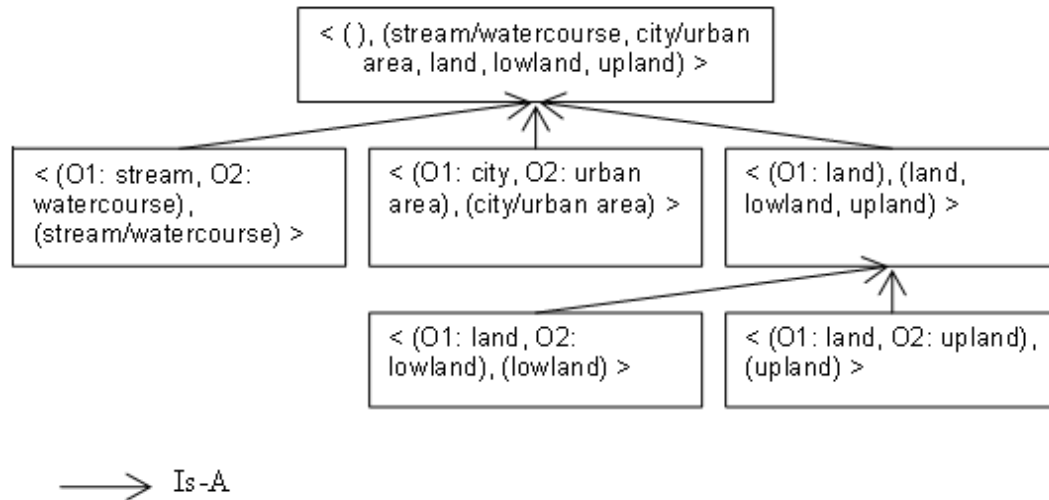 < ( ), (stream/watercourse, city/urban
area, land, lowland, upland) >
< (O1: stream, O2:
watercourse),
(stream/watercourse) >
< (O1: city, O2: urban
area), (city/urban area) >
< (O1: land), (land,
lowland, upland) >
< (O1: land, O2:
lowland), (lowland) >
< (O1: land, O2: upland),
(upland) >
Is-A